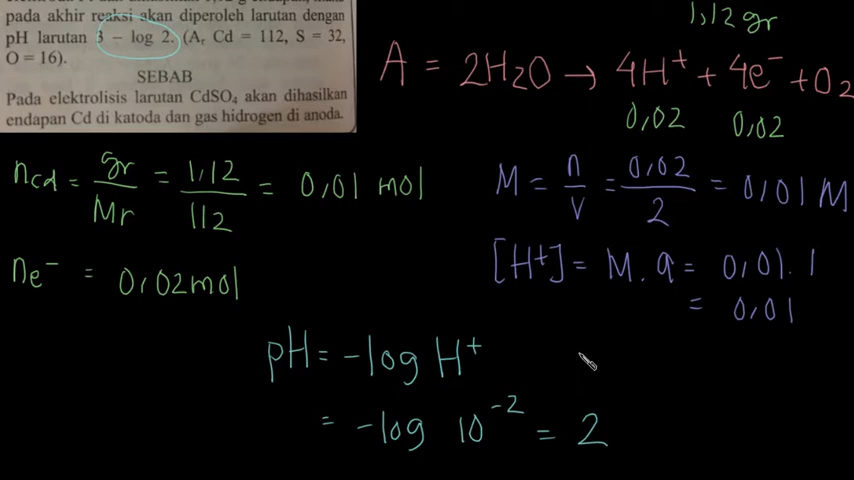 pada akhir reaksi akan diperoleh larutan dengan
pH larutan 3 – log 2. (Aᵣ Cd = 112, S = 32,
O = 16).
SEBAB
Pada elektrolisis larutan CdSO₄ akan dihasilkan
endapan Cd di katoda dan gas hidrogen di anoda.
1,12 gr
A = 2H2O → 4H⁺ + 4e⁻ + O2
0,02 0,02
nCd = gr/Mr = 1,12/112 = 0,01 mol
ne⁻ = 0,02 mol
M = n/V = 0,02/2 = 0,01 M
[H⁺] = M . a = 0,01 . 1
= 0,01
pH = -log H⁺
= -log 10⁻² = 2